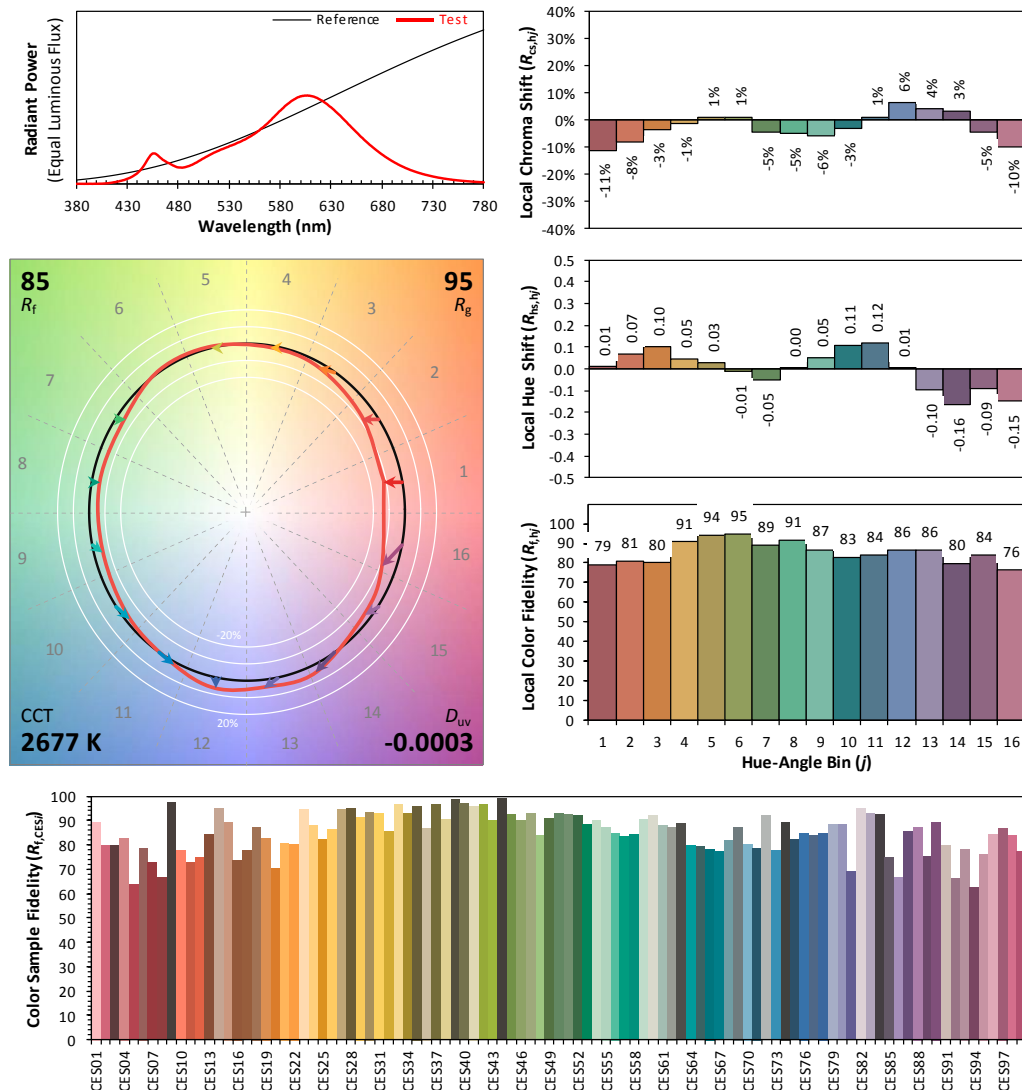 Reference
Test
Radiant Power
(Equal Luminous Flux)
380 430 480 530 580 630 680 730 780
Wavelength (nm)
Local Chroma Shift (Rcs,hj)
40%
30%
20%
10%
0%
-10%
-20%
-30%
-40%
-11% -8% -3% -1% 1% 1% -5% -5% -6% -3% 1% 6% 4% 3% -5% -10%
85
Rf
95
Rg
5 4
6 3
7 2
8 1
9 16
10 15
11 14
12 13
-20%
20%
CCT
2677 K
Duv
-0.0003
Local Hue Shift (Rhs,hj)
0.5
0.4
0.3
0.2
0.1
0.0
-0.1
-0.2
-0.3
-0.4
-0.5
0.01 0.07 0.10 0.05 0.03 -0.01 -0.05 0.00 0.05 0.11 0.12 0.01 -0.10 -0.16 -0.09 -0.15
Local Color Fidelity (Rf,hj)
100
90
80
70
60
50
40
30
20
10
0
79 81 80 91 94 95 89 91 87 83 84 86 86 80 84 76
1 2 3 4 5 6 7 8 9 10 11 12 13 14 15 16
Hue-Angle Bin (j)
Color Sample Fidelity (Rf,CESi)
100
90
80
70
60
50
40
30
20
10
0
CES01 CES04 CES07 CES10 CES13 CES16 CES19 CES22 CES25 CES28 CES31 CES34 CES37 CES40 CES43 CES46 CES49 CES52 CES55 CES58 CES61 CES64 CES67 CES70 CES73 CES76 CES79 CES82 CES85 CES88 CES91 CES94 CES97